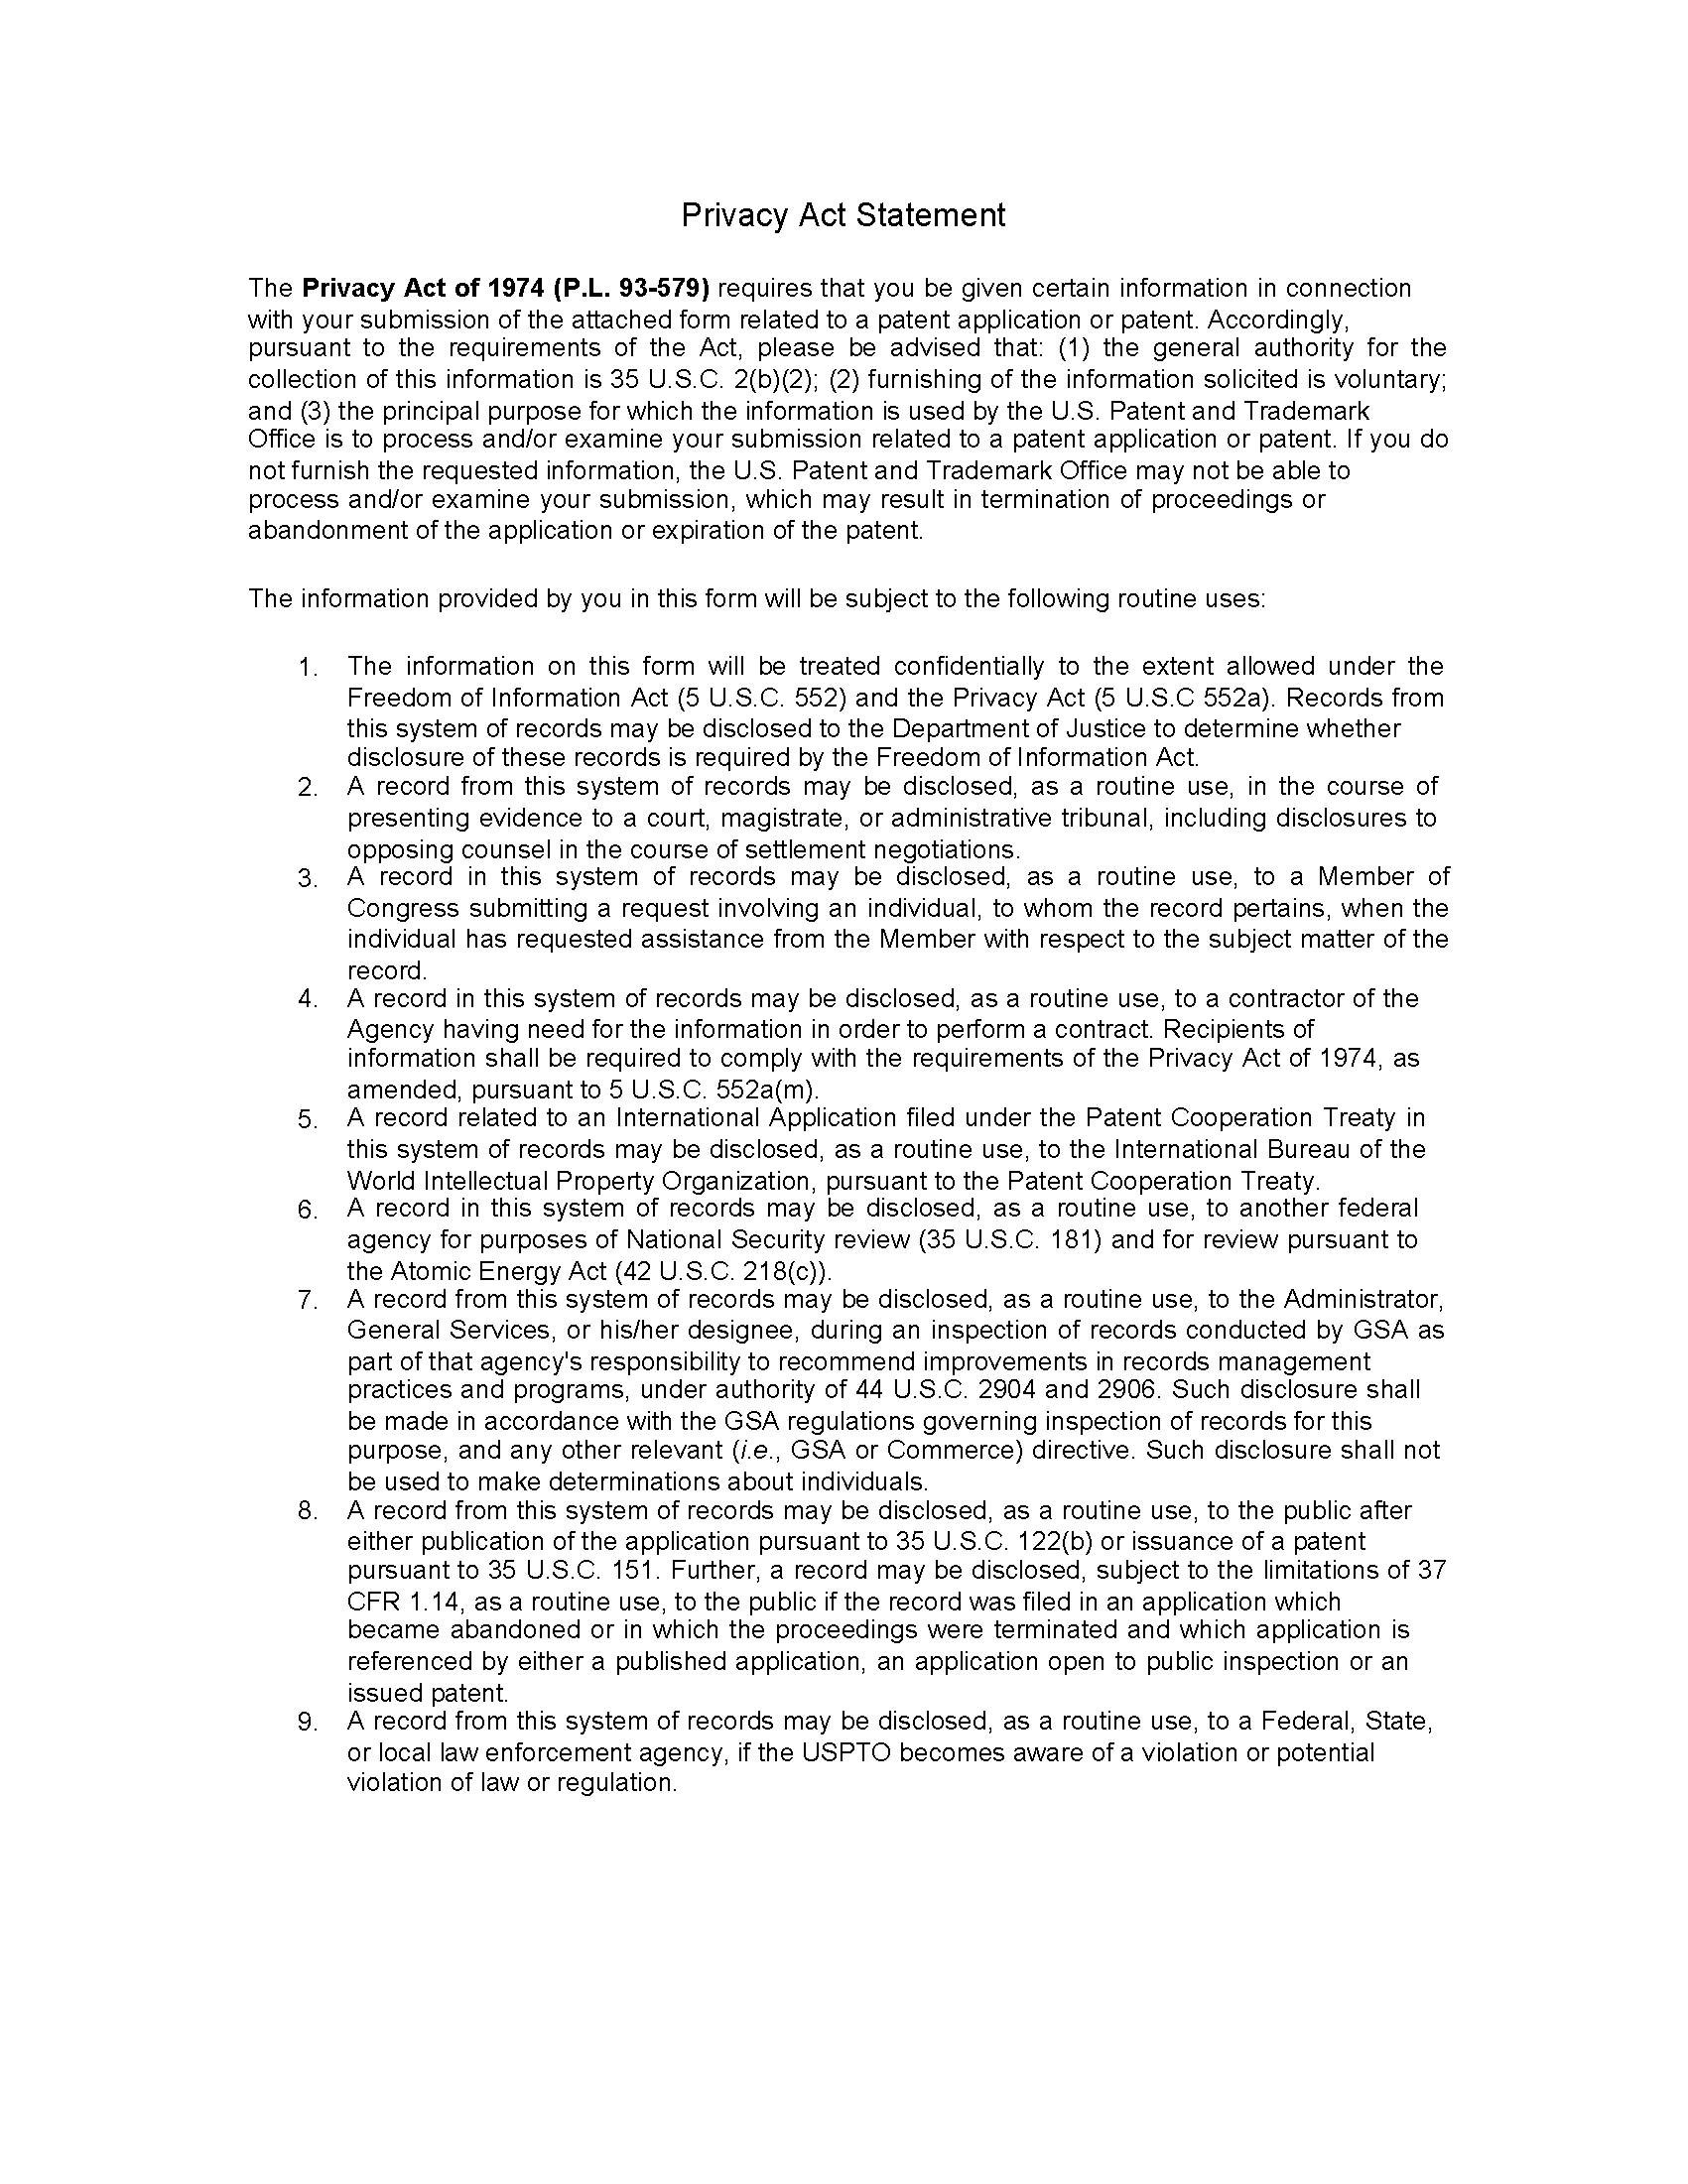 Privacy Act Statement
The Privacy Act of 1974 (P.L. 93-579) requires that you be given certain information in connection
with your submission of the attached form related to a patent application or patent. Accordingly,
pursuant to the requirements of the Act, please be advised that: (1) the general authority for the
collection of this information is 35 U.S.C. 2(b)(2); (2) furnishing of the information solicited is voluntary;
and (3) the principal purpose for which the information is used by the U.S. Patent and Trademark
Office is to process and/or examine your submission related to a patent application or patent. If you do
not furnish the requested information, the U.S. Patent and Trademark Office may not be able to
process and/or examine your submission, which may result in termination of proceedings or
abandonment of the application or expiration of the patent.
The information provided by you in this form will be subject to the following routine uses:
1. The information on this form will be treated confidentially to the extent allowed under the
Freedom of Information Act (5 U.S.C. 552) and the Privacy Act (5 U.S.C 552a). Records from
this system of records may be disclosed to the Department of Justice to determine whether
disclosure of these records is required by the Freedom of Information Act.
2. A record from this system of records may be disclosed, as a routine use, in the course of
presenting evidence to a court, magistrate, or administrative tribunal, including disclosures to
opposing counsel in the course of settlement negotiations.
3. A record in this system of records may be disclosed, as a routine use, to a Member of
Congress submitting a request involving an individual, to whom the record pertains, when the
individual has requested assistance from the Member with respect to the subject matter of the
record.
4. A record in this system of records may be disclosed, as a routine use, to a contractor of the
Agency having need for the information in order to perform a contract. Recipients of
information shall be required to comply with the requirements of the Privacy Act of 1974, as
amended, pursuant to 5 U.S.C. 552a(m).
5. A record related to an International Application filed under the Patent Cooperation Treaty in
this system of records may be disclosed, as a routine use, to the International Bureau of the
World Intellectual Property Organization, pursuant to the Patent Cooperation Treaty.
6. A record in this system of records may be disclosed, as a routine use, to another federal
agency for purposes of National Security review (35 U.S.C. 181) and for review pursuant to
the Atomic Energy Act (42 U.S.C. 218(c)).
7. A record from this system of records may be disclosed, as a routine use, to the Administrator,
General Services, or his/her designee, during an inspection of records conducted by GSA as
part of that agency's responsibility to recommend improvements in records management
practices and programs, under authority of 44 U.S.C. 2904 and 2906. Such disclosure shall
be made in accordance with the GSA regulations governing inspection of records for this
purpose, and any other relevant (i.e., GSA or Commerce) directive. Such disclosure shall not
be used to make determinations about individuals.
8. A record from this system of records may be disclosed, as a routine use, to the public after
either publication of the application pursuant to 35 U.S.C. 122(b) or issuance of a patent
pursuant to 35 U.S.C. 151. Further, a record may be disclosed, subject to the limitations of 37
CFR 1.14, as a routine use, to the public if the record was filed in an application which
became abandoned or in which the proceedings were terminated and which application is
referenced by either a published application, an application open to public inspection or an
issued patent.
9. A record from this system of records may be disclosed, as a routine use, to a Federal, State,
or local law enforcement agency, if the USPTO becomes aware of a violation or potential
violation of law or regulation.